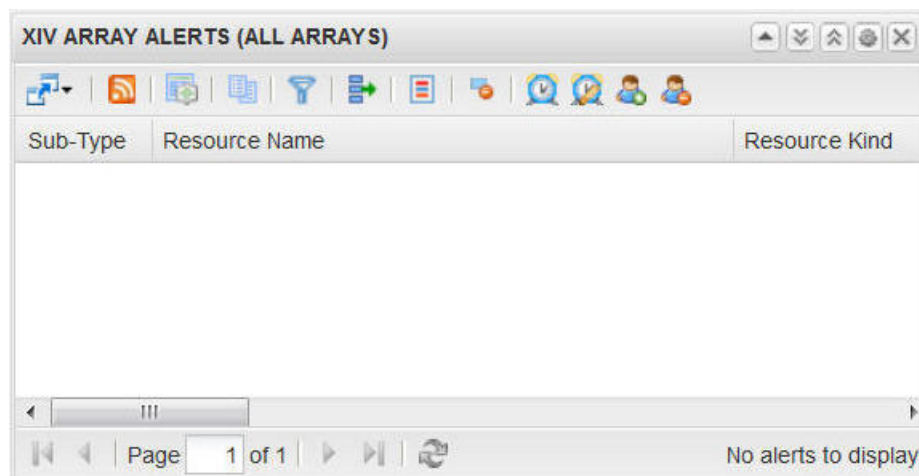 XIV ARRAY ALERTS (ALL ARRAYS)
Sub-Type Resource Name Resource Kind
Page 1 of 1 No alerts to display